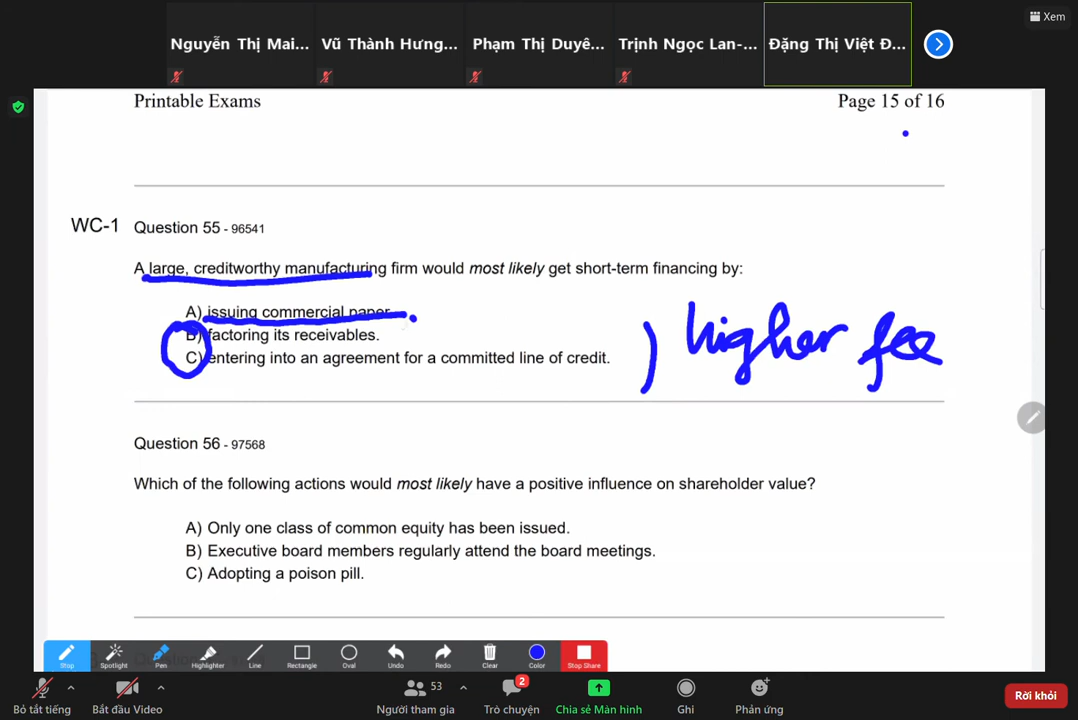 Xem
Nguyễn Thị Mai... Vũ Thành Hưng... Phạm Thị Duyê... Trịnh Ngọc Lan-... Đặng Thị Việt Đ...
Printable Exams Page 15 of 16
WC-1 Question 55 - 96541
A large, creditworthy manufacturing firm would most likely get short-term financing by:
A) issuing commercial paper.
B) factoring its receivables.
C) entering into an agreement for a committed line of credit.
higher fee
Question 56 - 97568
Which of the following actions would most likely have a positive influence on shareholder value?
A) Only one class of common equity has been issued.
B) Executive board members regularly attend the board meetings.
C) Adopting a poison pill.
Stop Spotlight Pen Highlighter Line Rectangle Oval Undo Redo Clear Color Stop Share
53 2
Bỏ tắt tiếng Bắt đầu Video Người tham gia Trò chuyện Chia sẻ Màn hình Ghi Phản ứng Rời khỏi